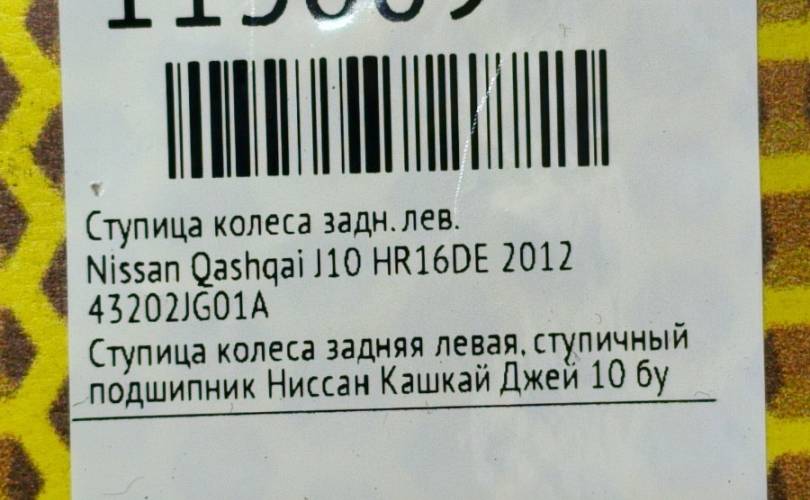 Ступица колеса задн. лев.
Nissan Qashqai J10 HR16DE 2012
43202JG01A
Ступица колеса задняя левая, ступичный
подшипник Ниссан Кашкай Джей 10 бу